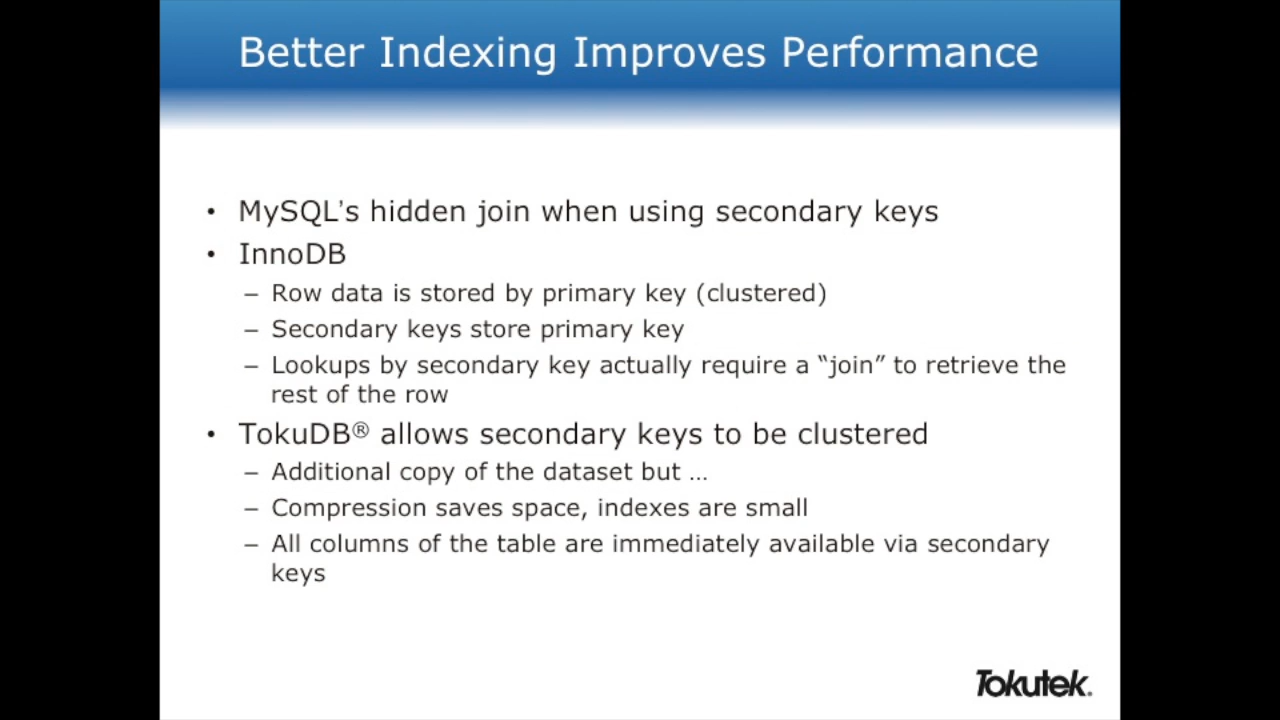 Better Indexing Improves Performance
• MySQL's hidden join when using secondary keys
• InnoDB
– Row data is stored by primary key (clustered)
– Secondary keys store primary key
– Lookups by secondary key actually require a “join” to retrieve the
rest of the row
• TokuDB® allows secondary keys to be clustered
– Additional copy of the dataset but …
– Compression saves space, indexes are small
– All columns of the table are immediately available via secondary
keys
Tokutek.